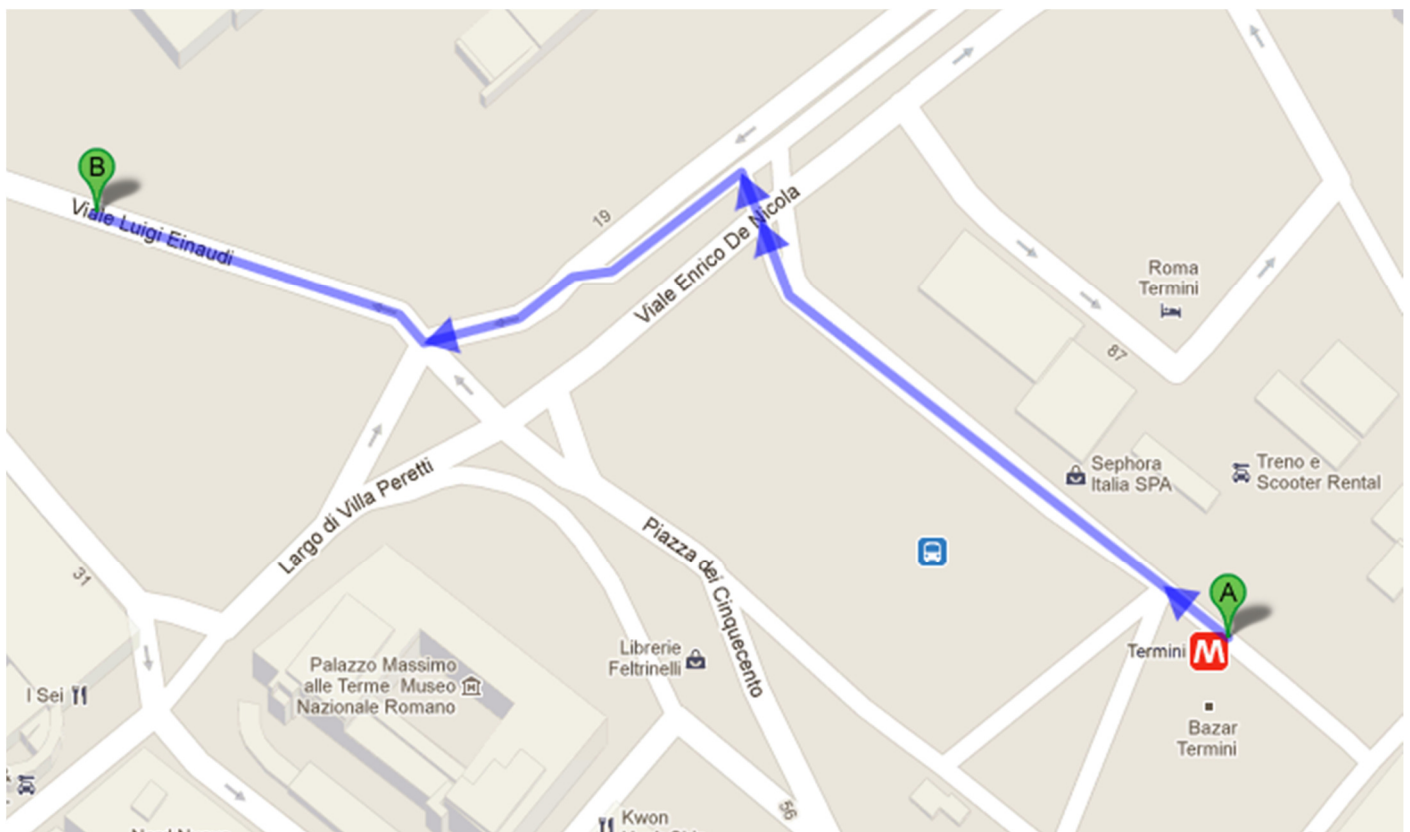 B
Viale Luigi Einaudi
19
Viale Enrico De Nicola
Roma
Termini
87
Sephora
Italia SPA
Treno e
Scooter Rental
Largo di Villa Peretti
Piazza dei Cinquecento
31
A
Termini
M
Librerie
Feltrinelli
Palazzo Massimo
alle Terme Museo
Nazionale Romano
M
I Sei
Bazar
Termini
56
Kwon